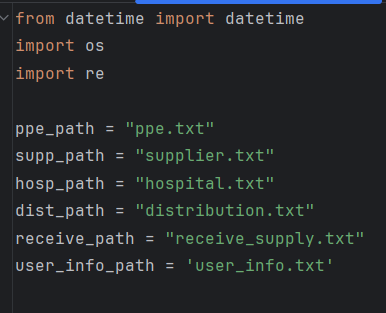 from datetime import datetime
import os
import re
ppe_path = "ppe.txt"
supp_path = "supplier.txt"
hosp_path = "hospital.txt"
dist_path = "distribution.txt"
receive_path = "receive_supply.txt"
user_info_path = 'user_info.txt'